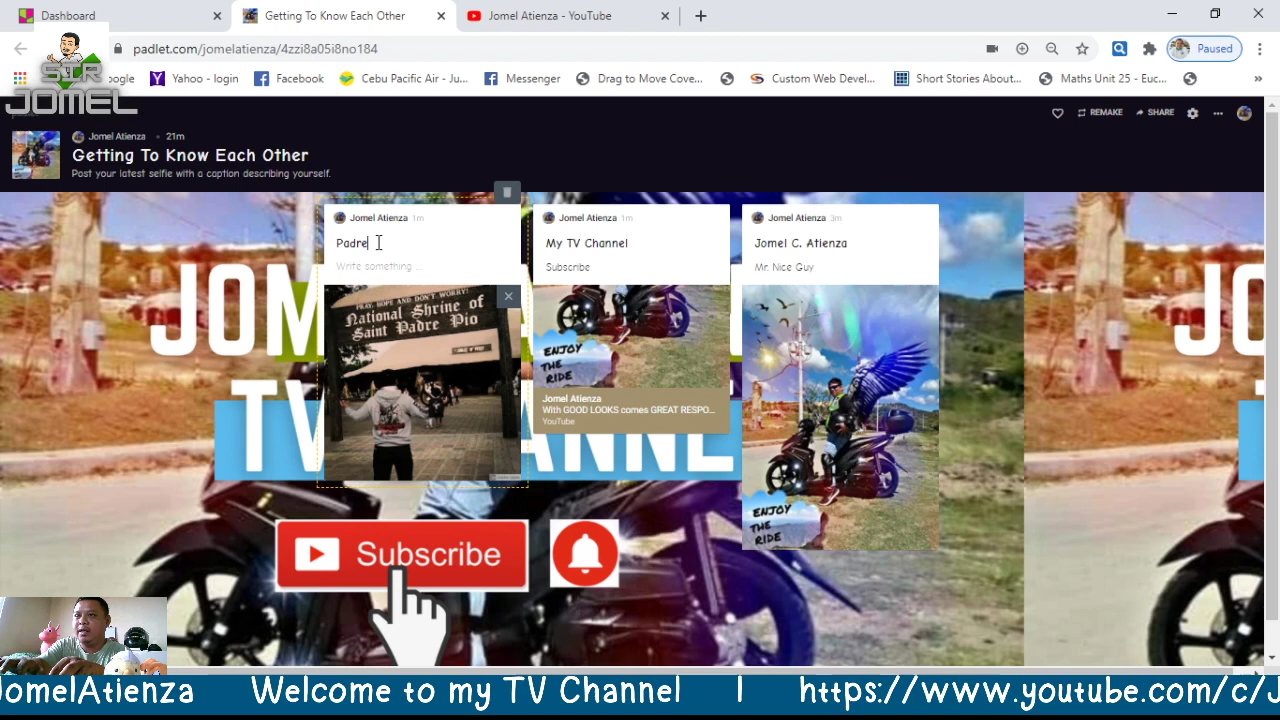 Dashboard
Getting To Know Each Other
Jomel Atienza - YouTube
padlet.com/jomelatienza/4zzi8a05i8no184
Paused
Yahoo - login
Facebook
Cebu Pacific Air - Ju...
Messenger
Drag to Move Cove...
Custom Web Devel...
Short Stories About...
Maths Unit 25 - Euc...
SIR
JOMEL
Jomel Atienza • 21m
REMAKE
SHARE
Getting To Know Each Other
Post your latest selfie with a caption describing yourself.
Jomel Atienza 1m
Padre
Write something ...
PRAY, HOPE AND DON'T WORRY!
National Shrine of
Saint Padre Pio
Jomel Atienza 1m
My TV Channel
Subscribe
ENJOY
THE
RIDE
Jomel Atienza
With GOOD LOOKS comes GREAT RESPO...
YouTube
Jomel Atienza 3m
Jomel C. Atienza
Mr. Nice Guy
ENJOY
THE
RIDE
Subscribe
JomelAtienza Welcome to my TV Channel | https://www.youtube.com/c/J